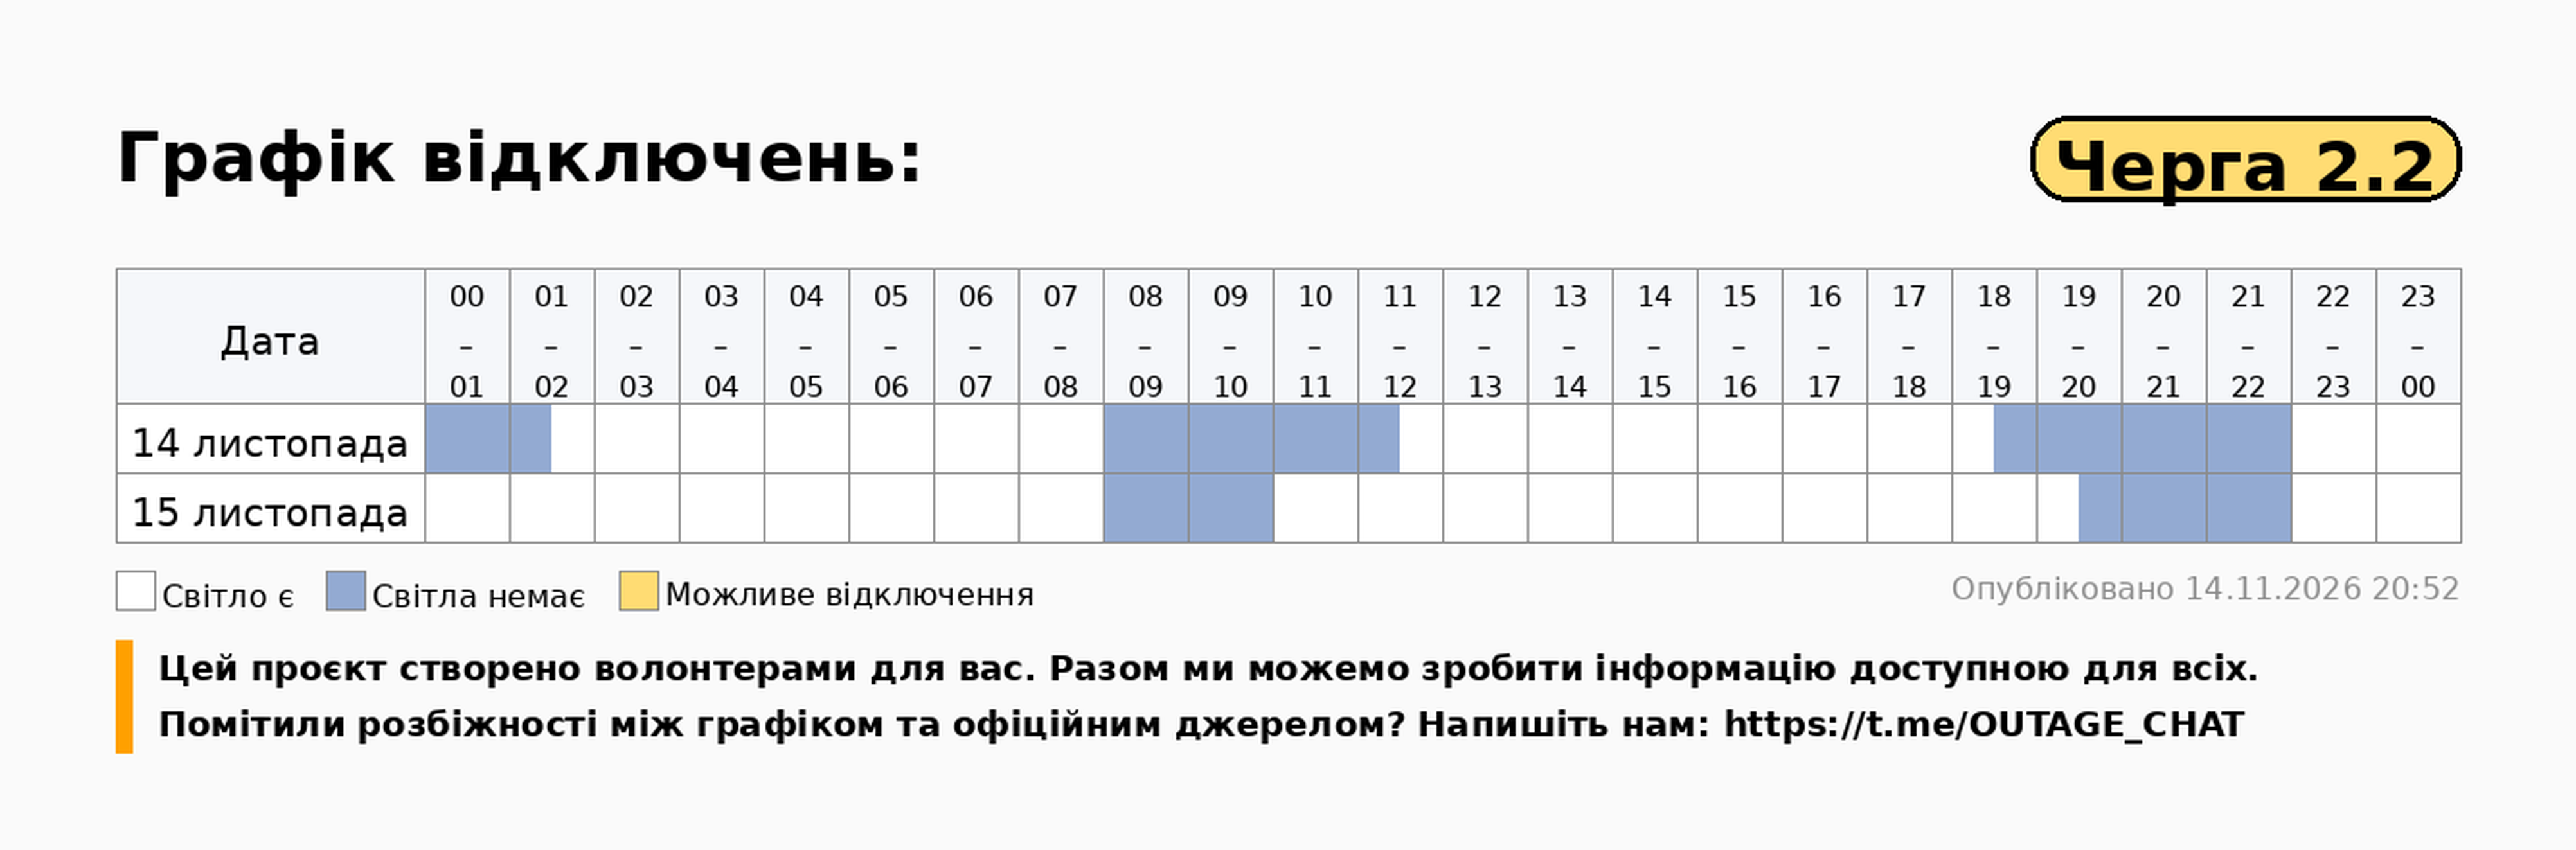 Графік відключень:
Черга 2.2
Дата 00 – 01 01 – 02 02 – 03 03 – 04 04 – 05 05 – 06 06 – 07 07 – 08 08 – 09 09 – 10 10 – 11 11 – 12 12 – 13 13 – 14 14 – 15 15 – 16 16 – 17 17 – 18 18 – 19 19 – 20 20 – 21 21 – 22 22 – 23 23 – 00
14 листопада
15 листопада
Світло є Світла немає Можливе відключення
Опубліковано 14.11.2026 20:52
Цей проєкт створено волонтерами для вас. Разом ми можемо зробити інформацію доступною для всіх.
Помітили розбіжності між графіком та офіційним джерелом? Напишіть нам: https://t.me/OUTAGE_CHAT